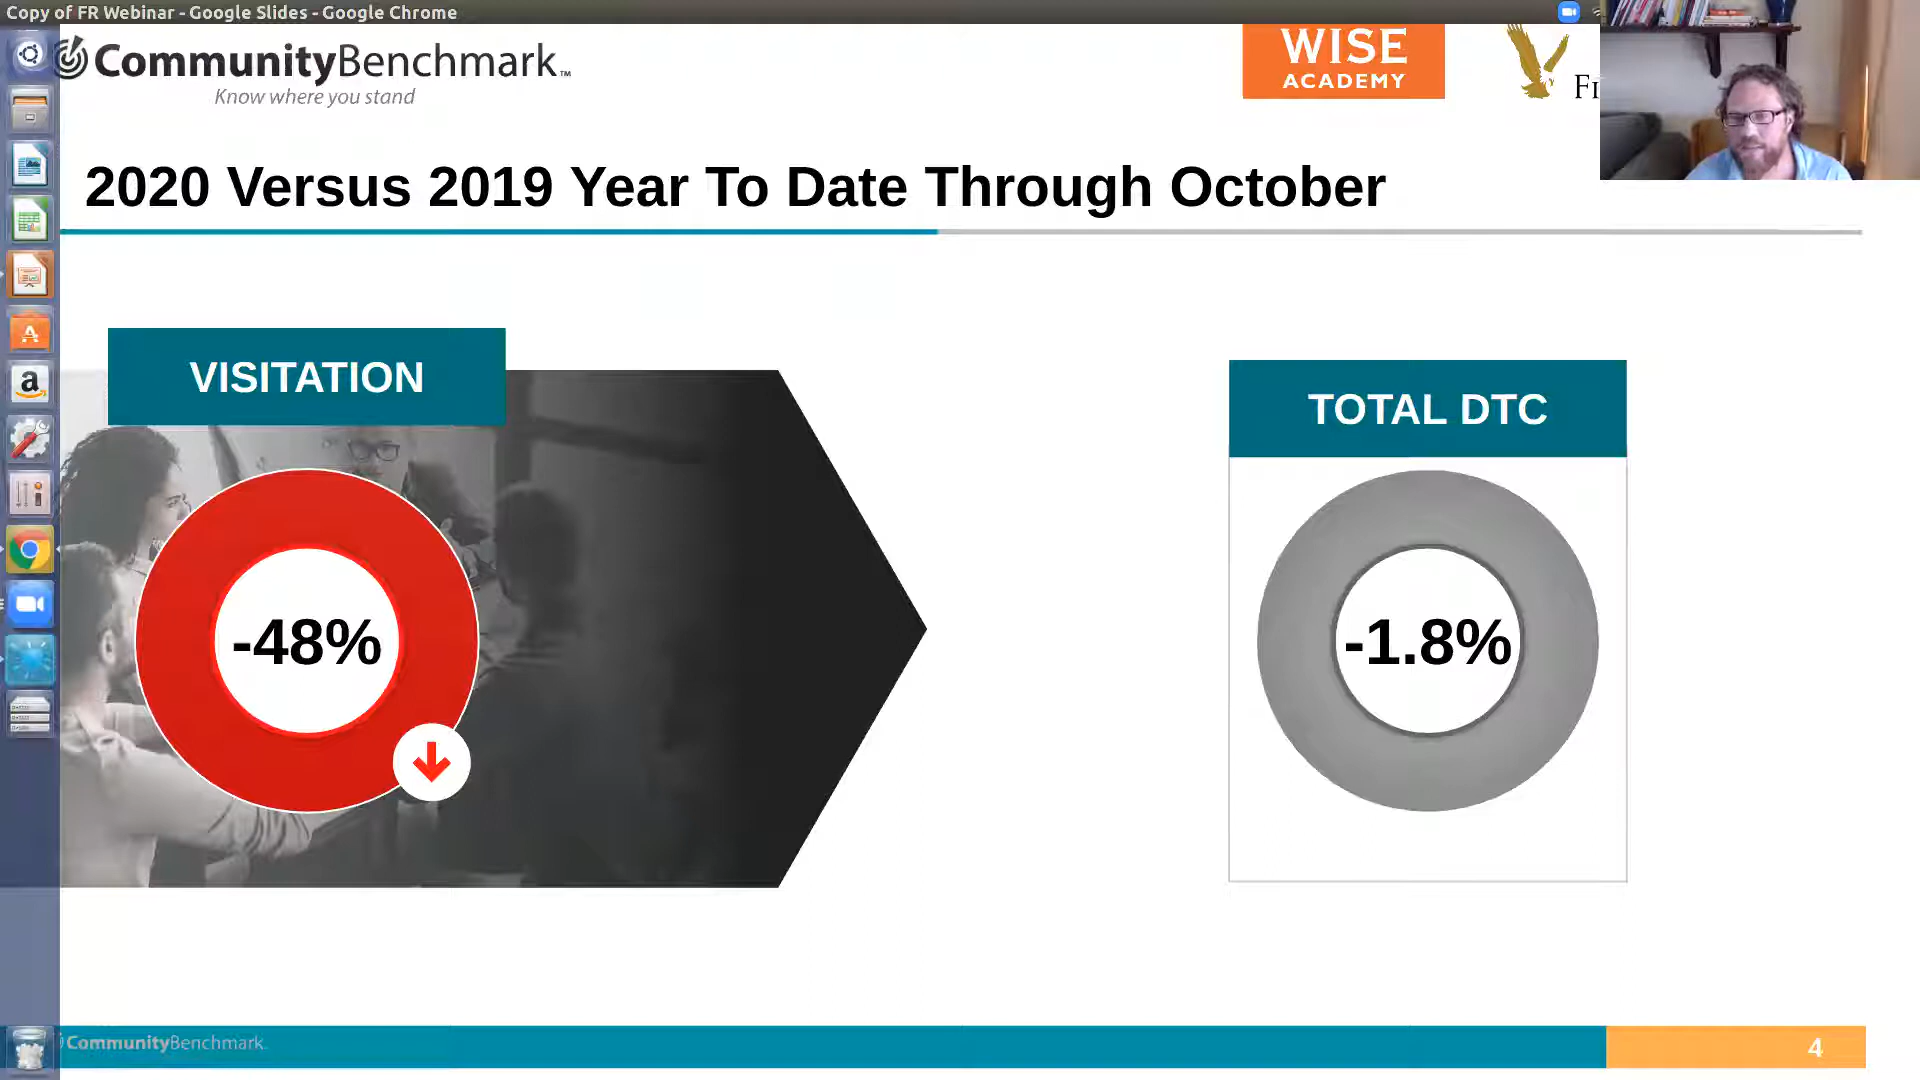 Copy of FR Webinar - Google Slides - Google Chrome
CommunityBenchmark™
Know where you stand
WISE
ACADEMY
2020 Versus 2019 Year To Date Through October
VISITATION
-48%
TOTAL DTC
-1.8%
CommunityBenchmark
4